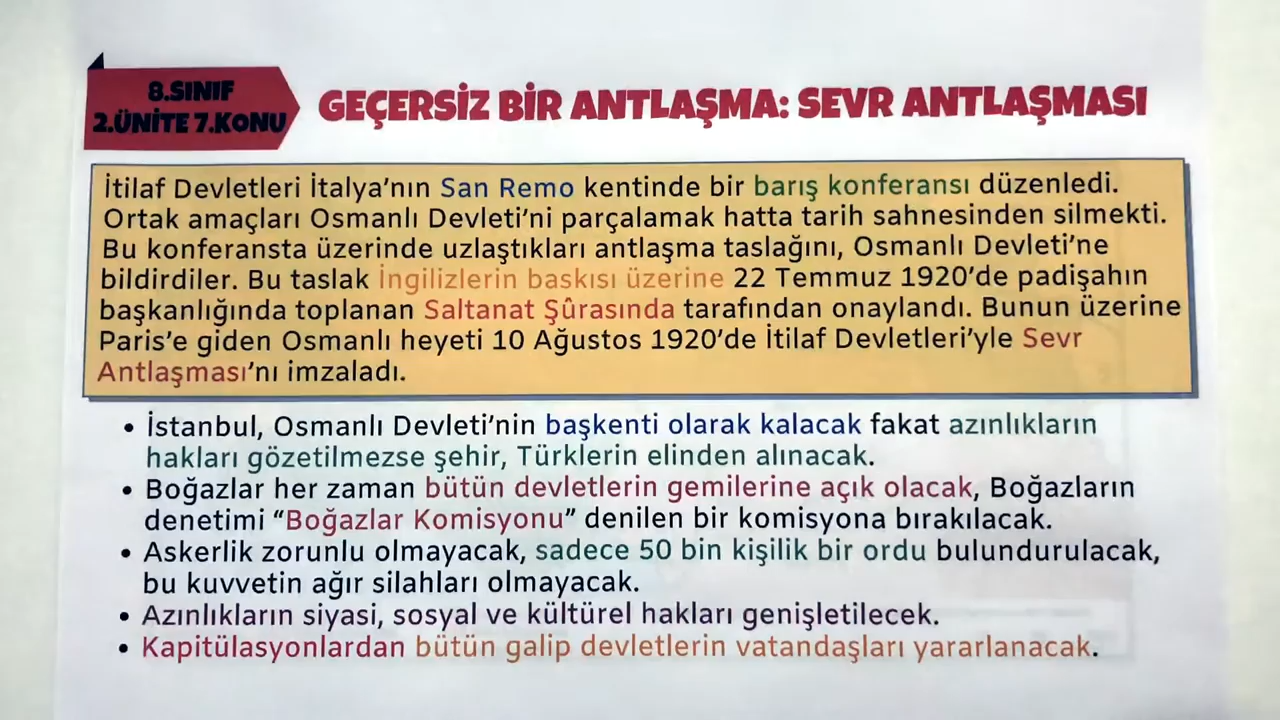 8.SINIF
2.ÜNİTE 7.KONU
GEÇERSİZ BİR ANTLAŞMA: SEVR ANTLAŞMASI
İtilaf Devletleri İtalya’nın San Remo kentinde bir barış konferansı düzenledi.
Ortak amaçları Osmanlı Devleti’ni parçalamak hatta tarih sahnesinden silmekti.
Bu konferansta üzerinde uzlaştıkları antlaşma taslağını, Osmanlı Devleti’ne
bildirdiler. Bu taslak İngilizlerin baskısı üzerine 22 Temmuz 1920’de padişahın
başkanlığında toplanan Saltanat Şûrasında tarafından onaylandı. Bunun üzerine
Paris’e giden Osmanlı heyeti 10 Ağustos 1920’de İtilaf Devletleri’yle Sevr
Antlaşması’nı imzaladı.
• İstanbul, Osmanlı Devleti’nin başkenti olarak kalacak fakat azınlıkların
hakları gözetilmezse şehir, Türklerin elinden alınacak.
• Boğazlar her zaman bütün devletlerin gemilerine açık olacak, Boğazların
denetimi “Boğazlar Komisyonu” denilen bir komisyona bırakılacak.
• Askerlik zorunlu olmayacak, sadece 50 bin kişilik bir ordu bulundurulacak,
bu kuvvetin ağır silahları olmayacak.
• Azınlıkların siyasi, sosyal ve kültürel hakları genişletilecek.
• Kapitülasyonlardan bütün galip devletlerin vatandaşları yararlanacak.